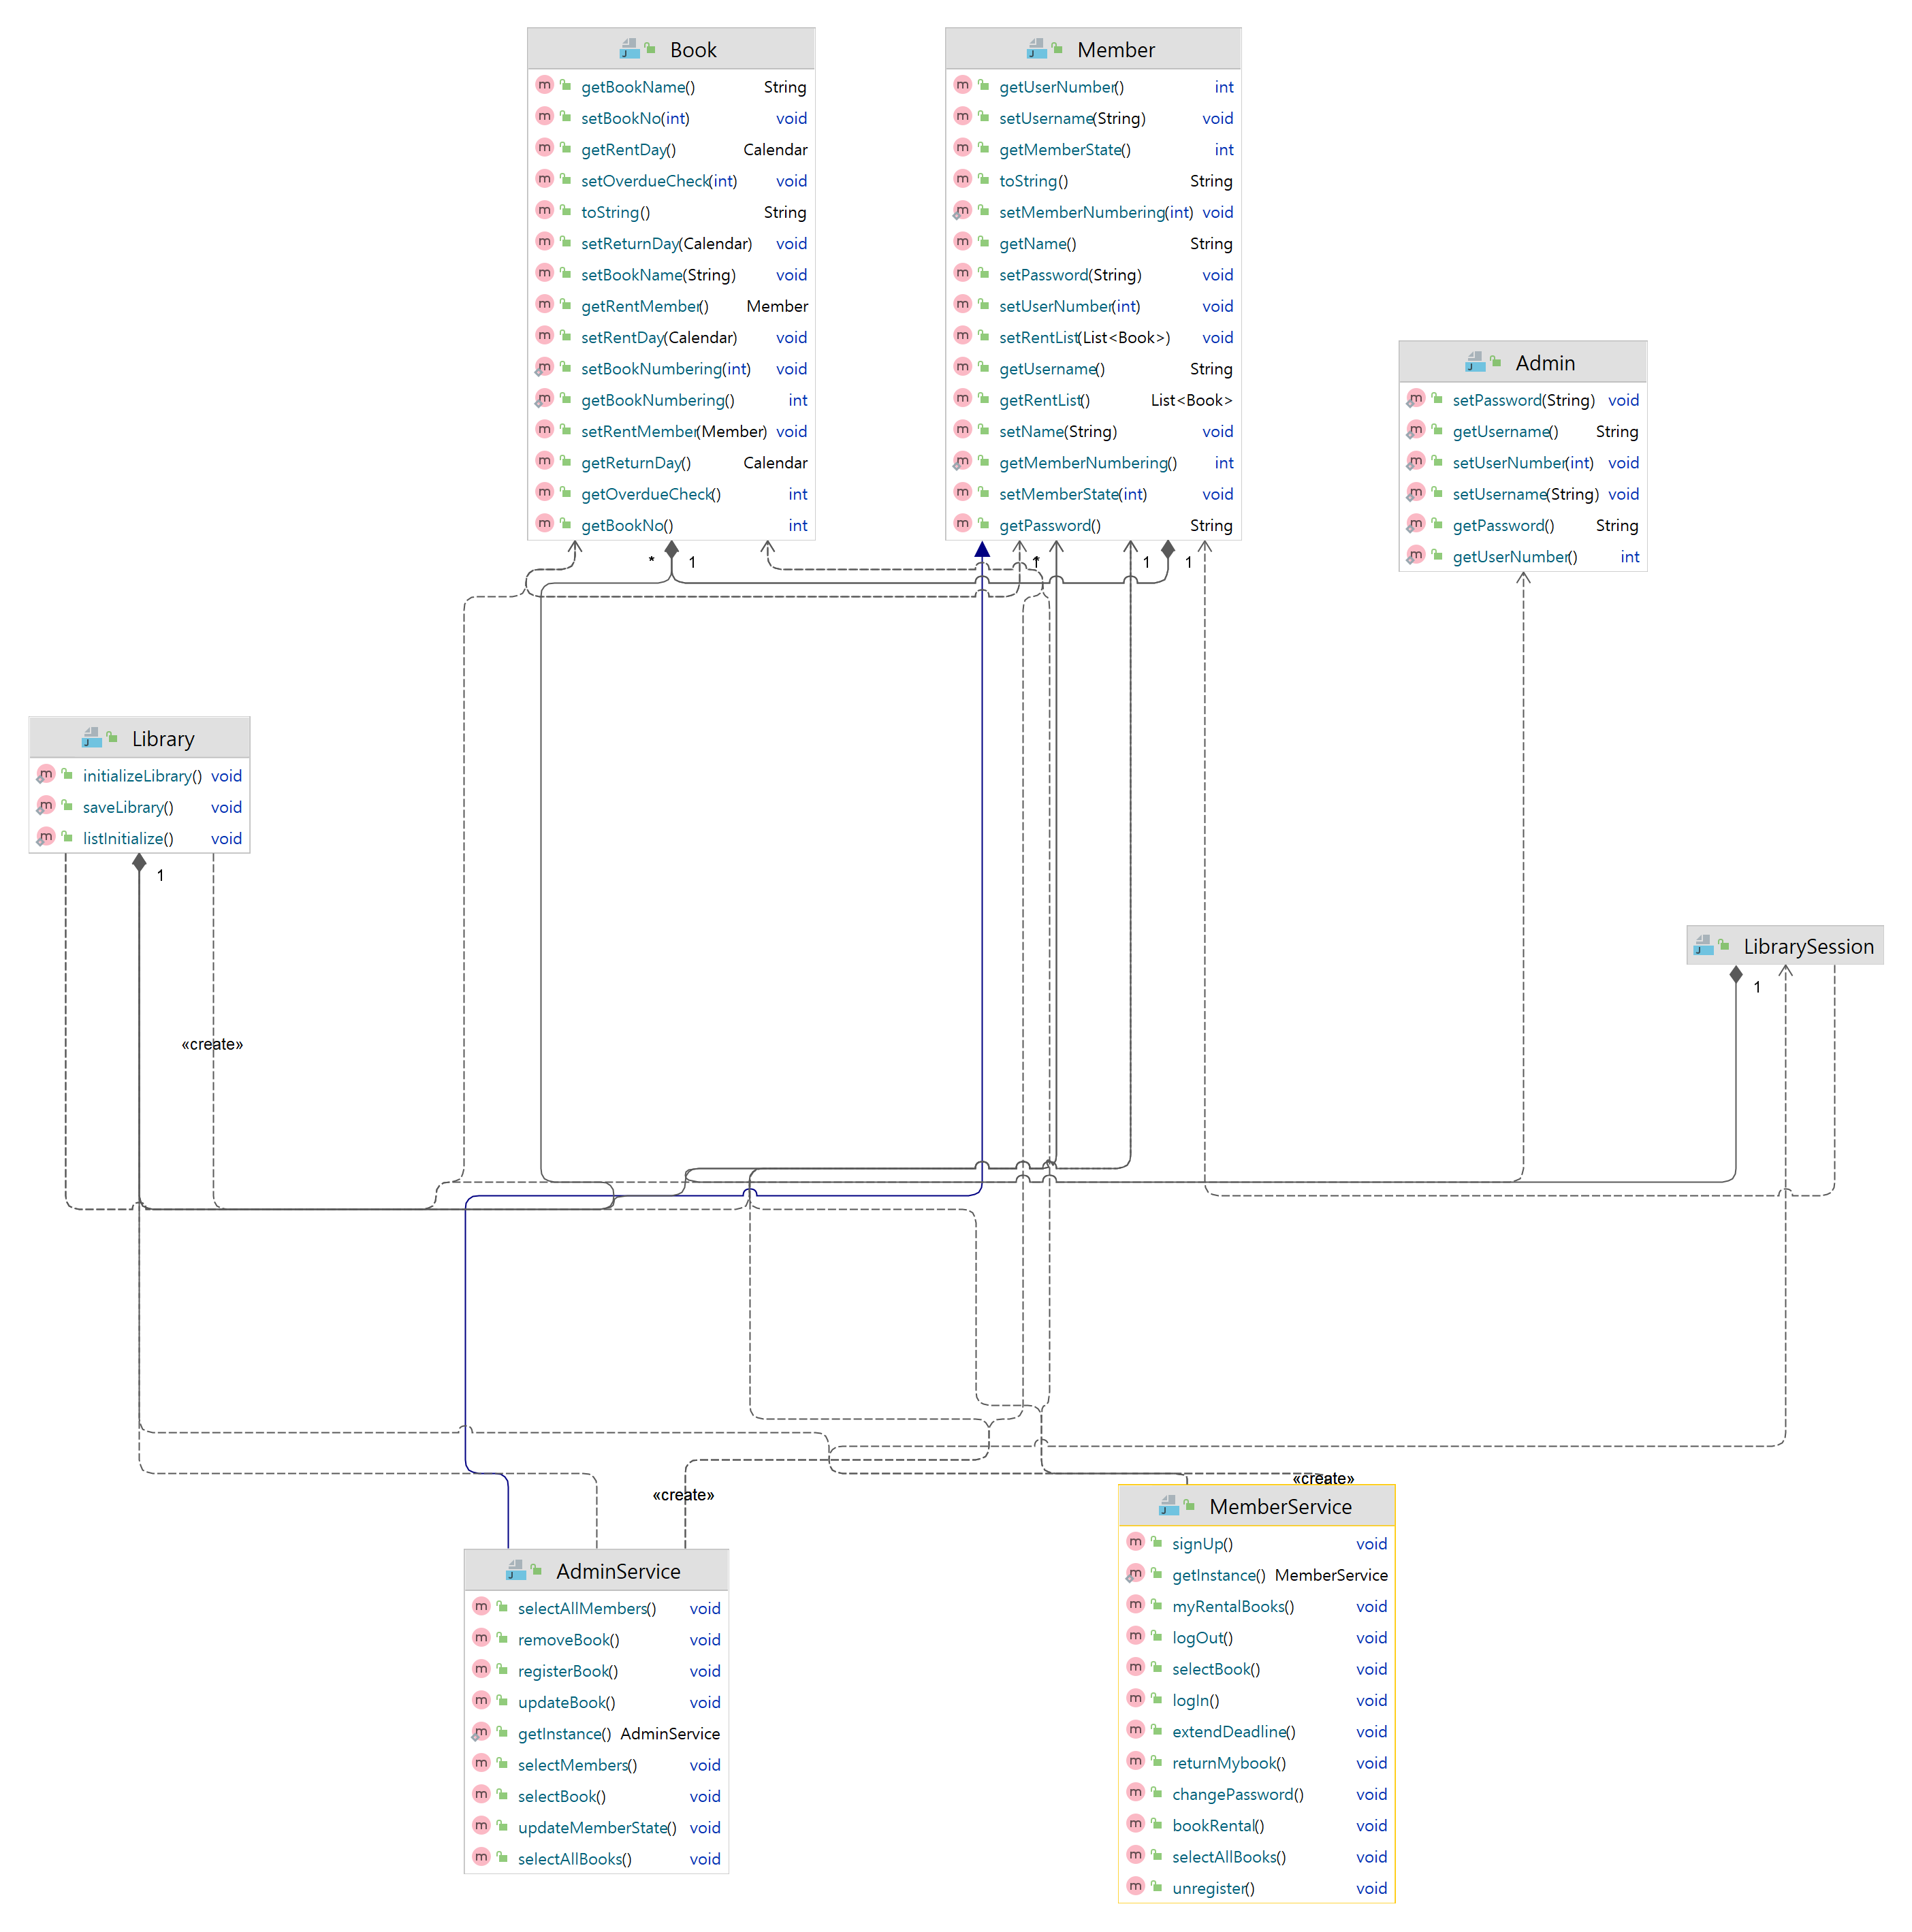 Book
getBookName() String
setBookNo(int) void
getRentDay() Calendar
setOverdueCheck(int) void
toString() String
setReturnDay(Calendar) void
setBookName(String) void
getRentMember() Member
setRentDay(Calendar) void
setBookNumbering(int) void
getBookNumbering() int
setRentMember(Member) void
getReturnDay() Calendar
getOverdueCheck() int
getBookNo() int
Member
getUserNumber() int
setUsername(String) void
getMemberState() int
toString() String
setMemberNumbering(int) void
getName() String
setPassword(String) void
setUserNumber(int) void
setRentList(List<Book>) void
getUsername() String
getRentList() List<Book>
setName(String) void
getMemberNumbering() int
setMemberState(int) void
getPassword() String
Admin
setPassword(String) void
getUsername() String
setUserNumber(int) void
setUsername(String) void
getPassword() String
getUserNumber() int
* 1 1 * 1 1
Library
initializeLibrary() void
saveLibrary() void
listInitialize() void
1
LibrarySession
1
«create»
«create»
«create»
AdminService
selectAllMembers() void
removeBook() void
registerBook() void
updateBook() void
getInstance() AdminService
selectMembers() void
selectBook() void
updateMemberState() void
selectAllBooks() void
MemberService
signUp() void
getInstance() MemberService
myRentalBooks() void
logOut() void
selectBook() void
logIn() void
extendDeadline() void
returnMybook() void
changePassword() void
bookRental() void
selectAllBooks() void
unregister() void